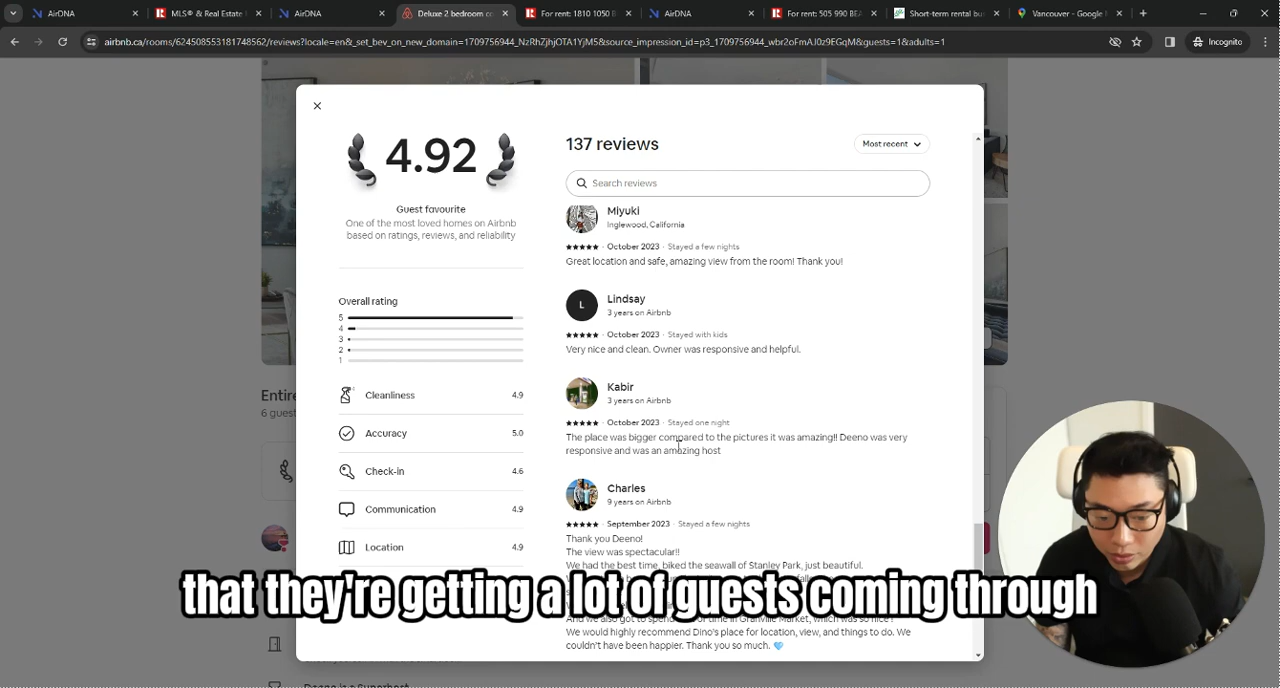 AirDNA
MLS® & Real Estate
AirDNA
Deluxe 2 bedroom co
For rent: 1810 1050 B
AirDNA
For rent: 505 990 BEA
Short-term rental bu
Vancouver - Google
airbnb.ca/rooms/624508553181748562/reviews?locale=en&_set_bev_on_new_domain=1709756944_NzRhZjhjOTA1YjM5&source_impression_id=p3_1709756944_wbr2oFmAJ0z9EGqM&guests=1&adults=1
Incognito
4.92
Guest favourite
One of the most loved homes on Airbnb
based on ratings, reviews, and reliability
Overall rating
5
4
3
2
1
Cleanliness 4.9
Accuracy 5.0
Check-in 4.6
Communication 4.9
Location 4.9
137 reviews
Most recent
Search reviews
Miyuki
Inglewood, California
★★★★★ · October 2023 · Stayed a few nights
Great location and safe, amazing view from the room! Thank you!
L
Lindsay
3 years on Airbnb
★★★★★ · October 2023 · Stayed with kids
Very nice and clean. Owner was responsive and helpful.
Kabir
3 years on Airbnb
★★★★★ · October 2023 · Stayed one night
The place was bigger compared to the pictures it was amazing!! Deeno was very
responsive and was an amazing host
Charles
9 years on Airbnb
★★★★★ · September 2023 · Stayed a few nights
Thank you Deeno!
The view was spectacular!!
We had the best time, biked the seawall of Stanley Park, just beautiful.
that they're getting a lot of guests coming through
We would highly recommend Dino's place for location, view, and things to do. We
couldn't have been happier. Thank you so much. 🩵
Entire
6 guest